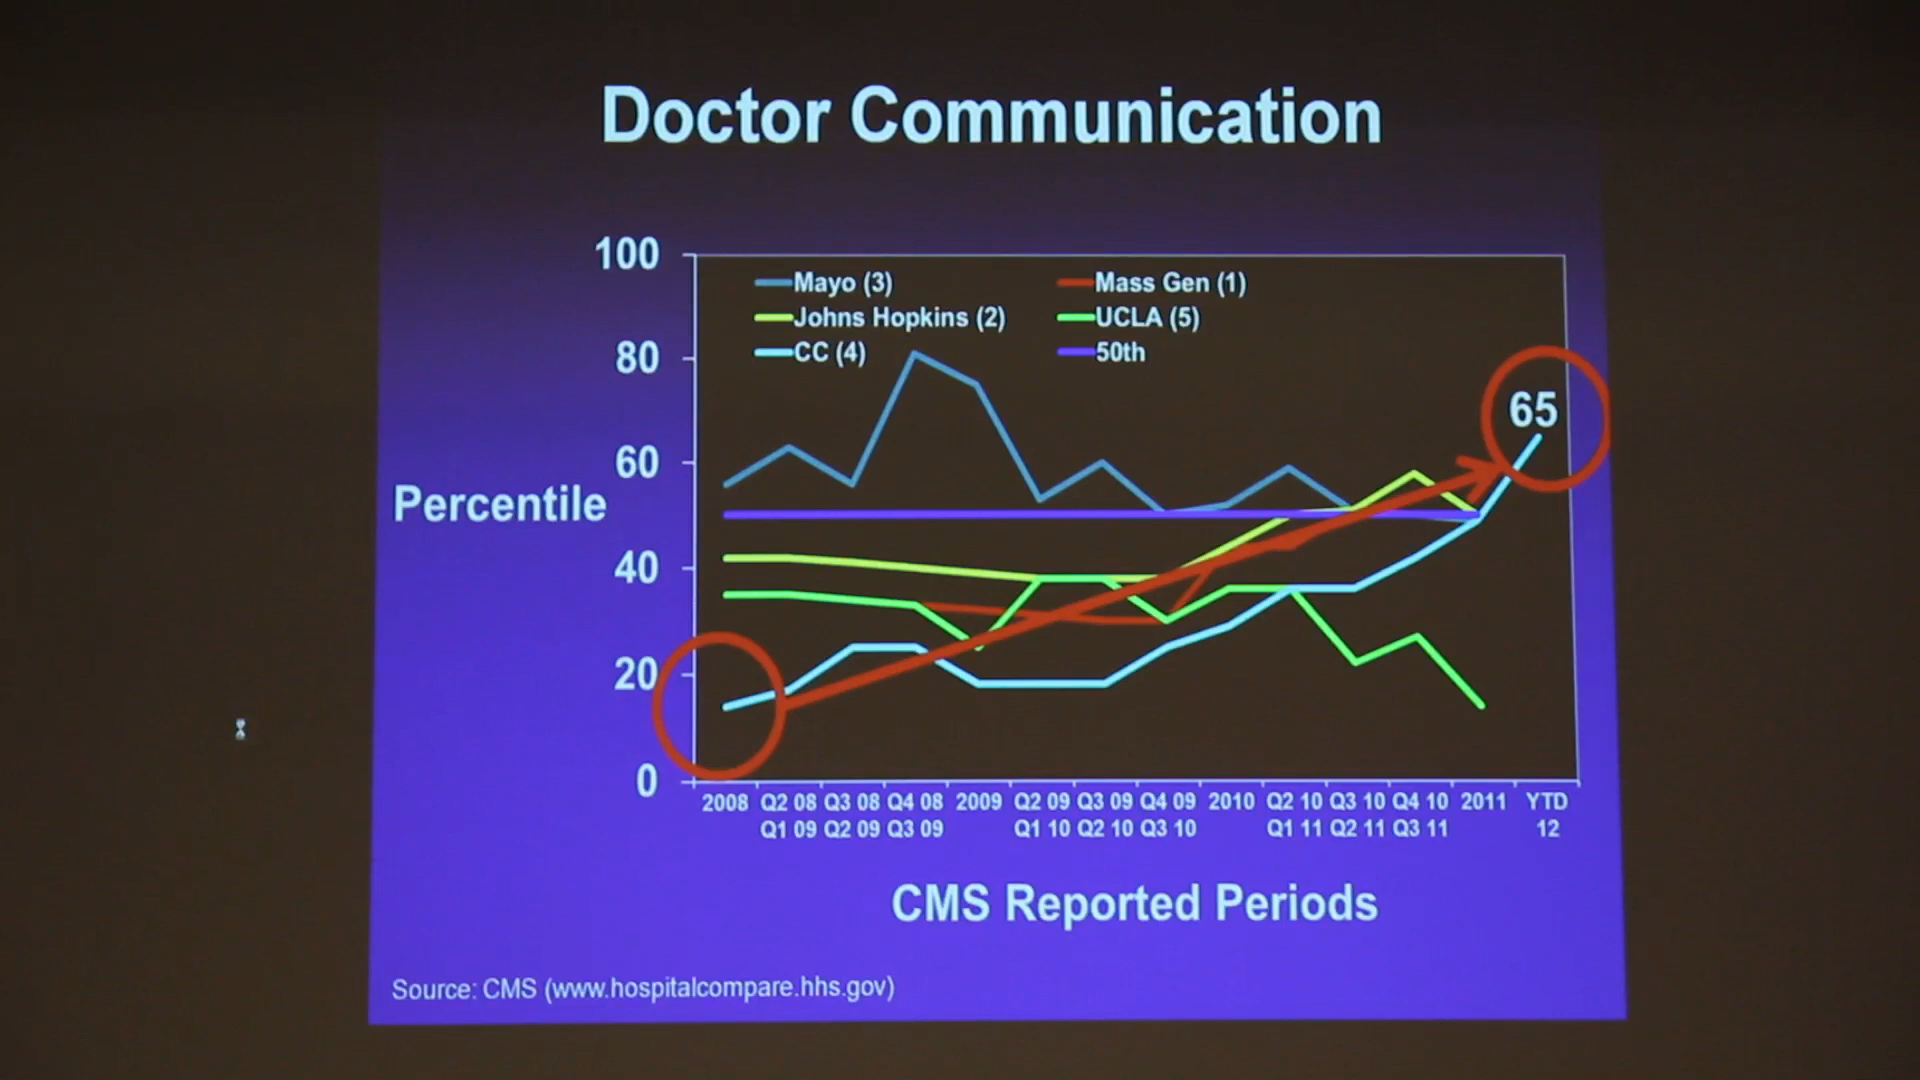 Doctor Communication
100
Mayo (3) Mass Gen (1)
Johns Hopkins (2) UCLA (5)
CC (4) 50th
80
65
60
Percentile
40
20
0
2008 Q2 08 Q3 08 Q4 08 2009 Q2 09 Q3 09 Q4 09 2010 Q2 10 Q3 10 Q4 10 2011 YTD
Q1 09 Q2 09 Q3 09 Q1 10 Q2 10 Q3 10 Q1 11 Q2 11 Q3 11 12
CMS Reported Periods
Source: CMS (www.hospitalcompare.hhs.gov)